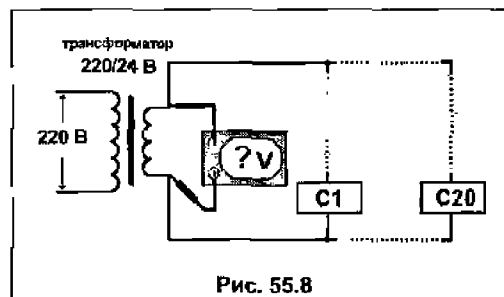 трансформатор
220/24 В
220 В
? V
C1
C20
Рис. 55.8